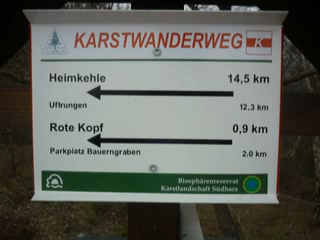 KARSTWANDERWEG K
Heimkehle 14,5 km
Uftrungen 12,3 km
Rote Kopf 0,9 km
Parkplatz Bauerngraben 2.0 km
Biosphärenreservat
Karstlandschaft Südharz